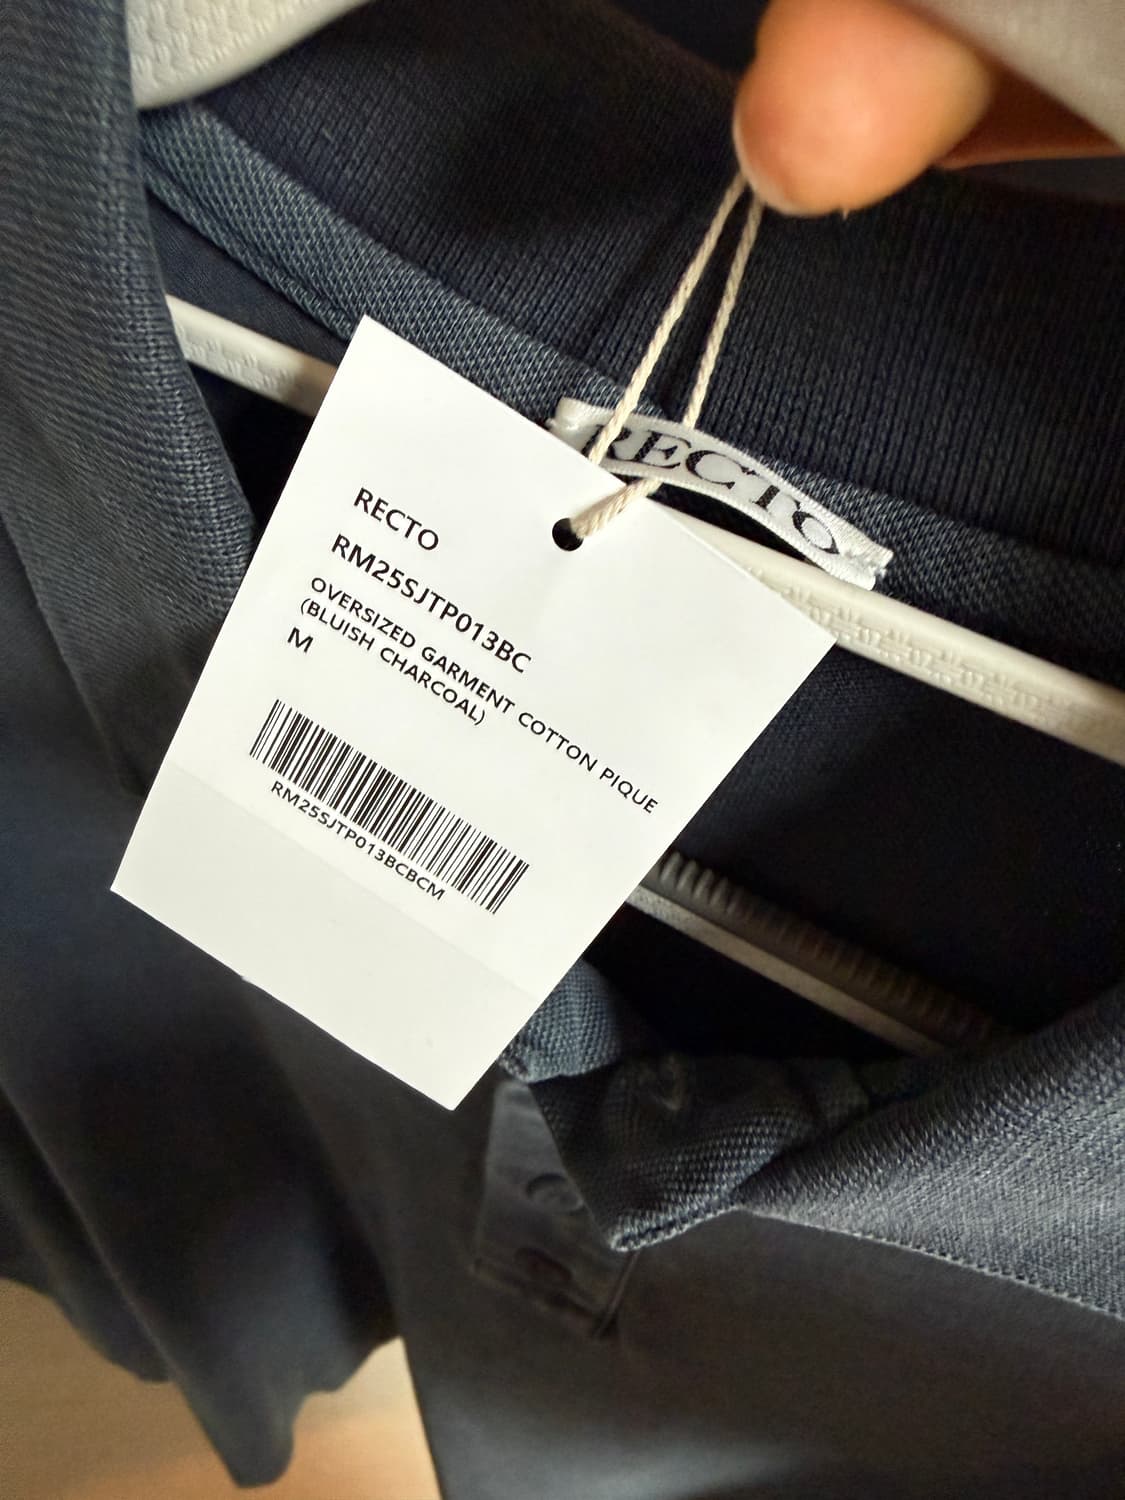 RECTO
RECTO
RM25SJTP013BC
OVERSIZED GARMENT COTTON PIQUE
(BLUISH CHARCOAL)
M
RM25SJTP013BCBCM